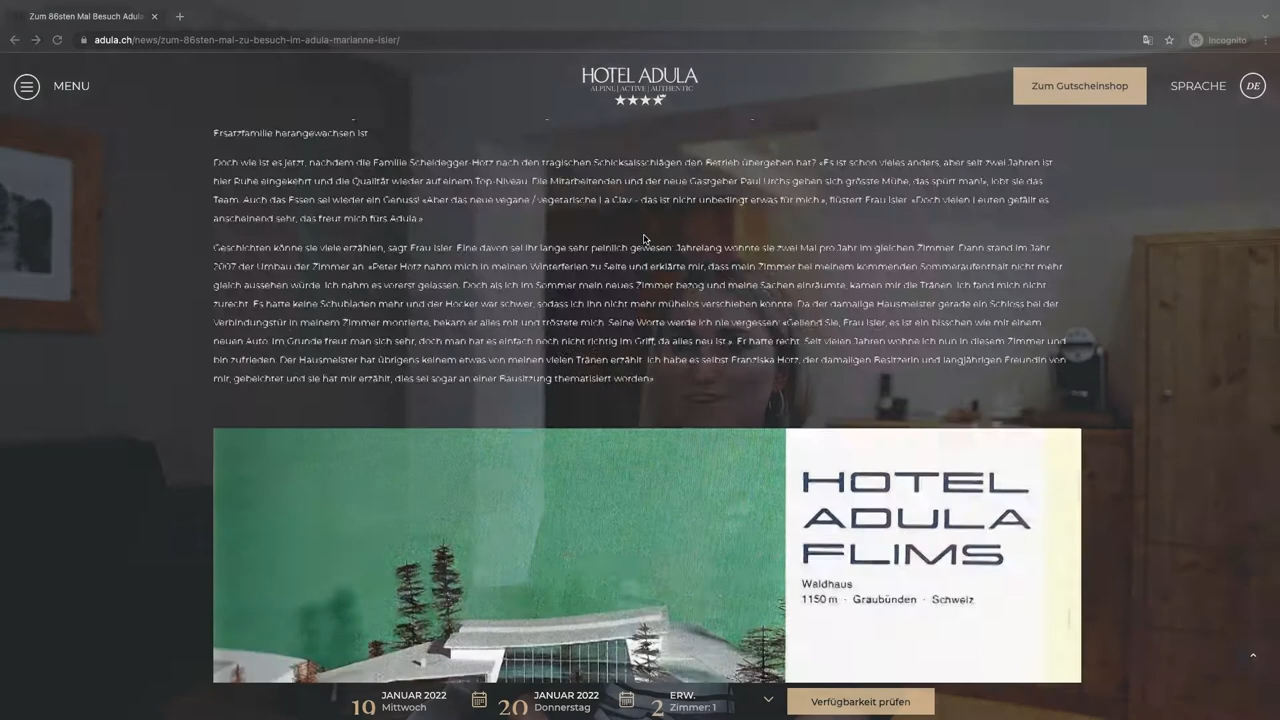 Zum 86sten Mal Besuch Adula
adula.ch/news/zum-86sten-mal-zu-besuch-im-adula-marianne-isler/
Incognito
MENU
HOTEL ADULA
ALPINE | ACTIVE | AUTHENTIC
Zum Gutscheinshop
SPRACHE
DE
Ersatzfamilie herangewachsen ist.
Doch wie ist es jetzt, nachdem die Familie Scheidegger-Hotz nach den tragischen Schicksalsschlägen den Betrieb übergeben hat? «Es ist schon vieles anders, aber seit zwei Jahren ist
hier Ruhe eingekehrt und die Qualität wieder auf einem Top-Niveau. Die Mitarbeitenden und der neue Gastgeber Paul Urchs geben sich grösste Mühe, das spürt man!», lobt sie das
Team. Auch das Essen sei wieder ein Genuss! «Aber das neue vegane / vegetarische La Clav – das ist nicht unbedingt etwas für mich», flüstert Frau Isler. «Doch vielen Leuten gefällt es
anscheinend sehr, das freut mich fürs Adula.»
Geschichten könne sie viele erzählen, sagt Frau Isler. Eine davon sei ihr lange sehr peinlich gewesen: Jahrelang wohnte sie zwei Mal pro Jahr im gleichen Zimmer. Dann stand im Jahr
2007 der Umbau der Zimmer an. «Peter Hotz nahm mich in meinen Winterferien zu Seite und erklärte mir, dass mein Zimmer bei meinem kommenden Sommeraufenthalt nicht mehr
gleich aussehen würde. Ich nahm es vorerst gelassen. Doch als ich im Sommer mein neues Zimmer bezog und meine Sachen einräumte, kamen mir die Tränen. Ich fand mich nicht
zurecht. Es hatte keine Schubladen mehr und der Hocker war schwer, sodass ich ihn nicht mehr mühelos verschieben konnte. Da der damalige Hausmeister gerade ein Schloss bei der
Verbindungstür in meinem Zimmer montierte, bekam er alles mit und tröstete mich. Seine Worte werde ich nie vergessen: «Gellend Sie, Frau Isler, es ist ein bisschen wie mit einem
neuen Auto. Im Grunde freut man sich sehr, doch man hat es einfach noch nicht richtig im Griff, da alles neu ist.». Er hatte recht. Seit vielen Jahren wohne ich nun in diesem Zimmer und
bin zufrieden. Der Hausmeister hat übrigens keinem etwas von meinen vielen Tränen erzählt. Ich habe es selbst Franziska Hotz, der damaligen Besitzerin und langjährigen Freundin von
mir, gebeichtet und sie hat mir erzählt, dies sei sogar an einer Bausitzung thematisiert worden»
HOTEL
ADULA
FLIMS
Waldhaus
1150 m · Graubünden · Schweiz
19 JANUAR 2022 Mittwoch
20 JANUAR 2022 Donnerstag
2 ERW. Zimmer: 1
Verfügbarkeit prüfen